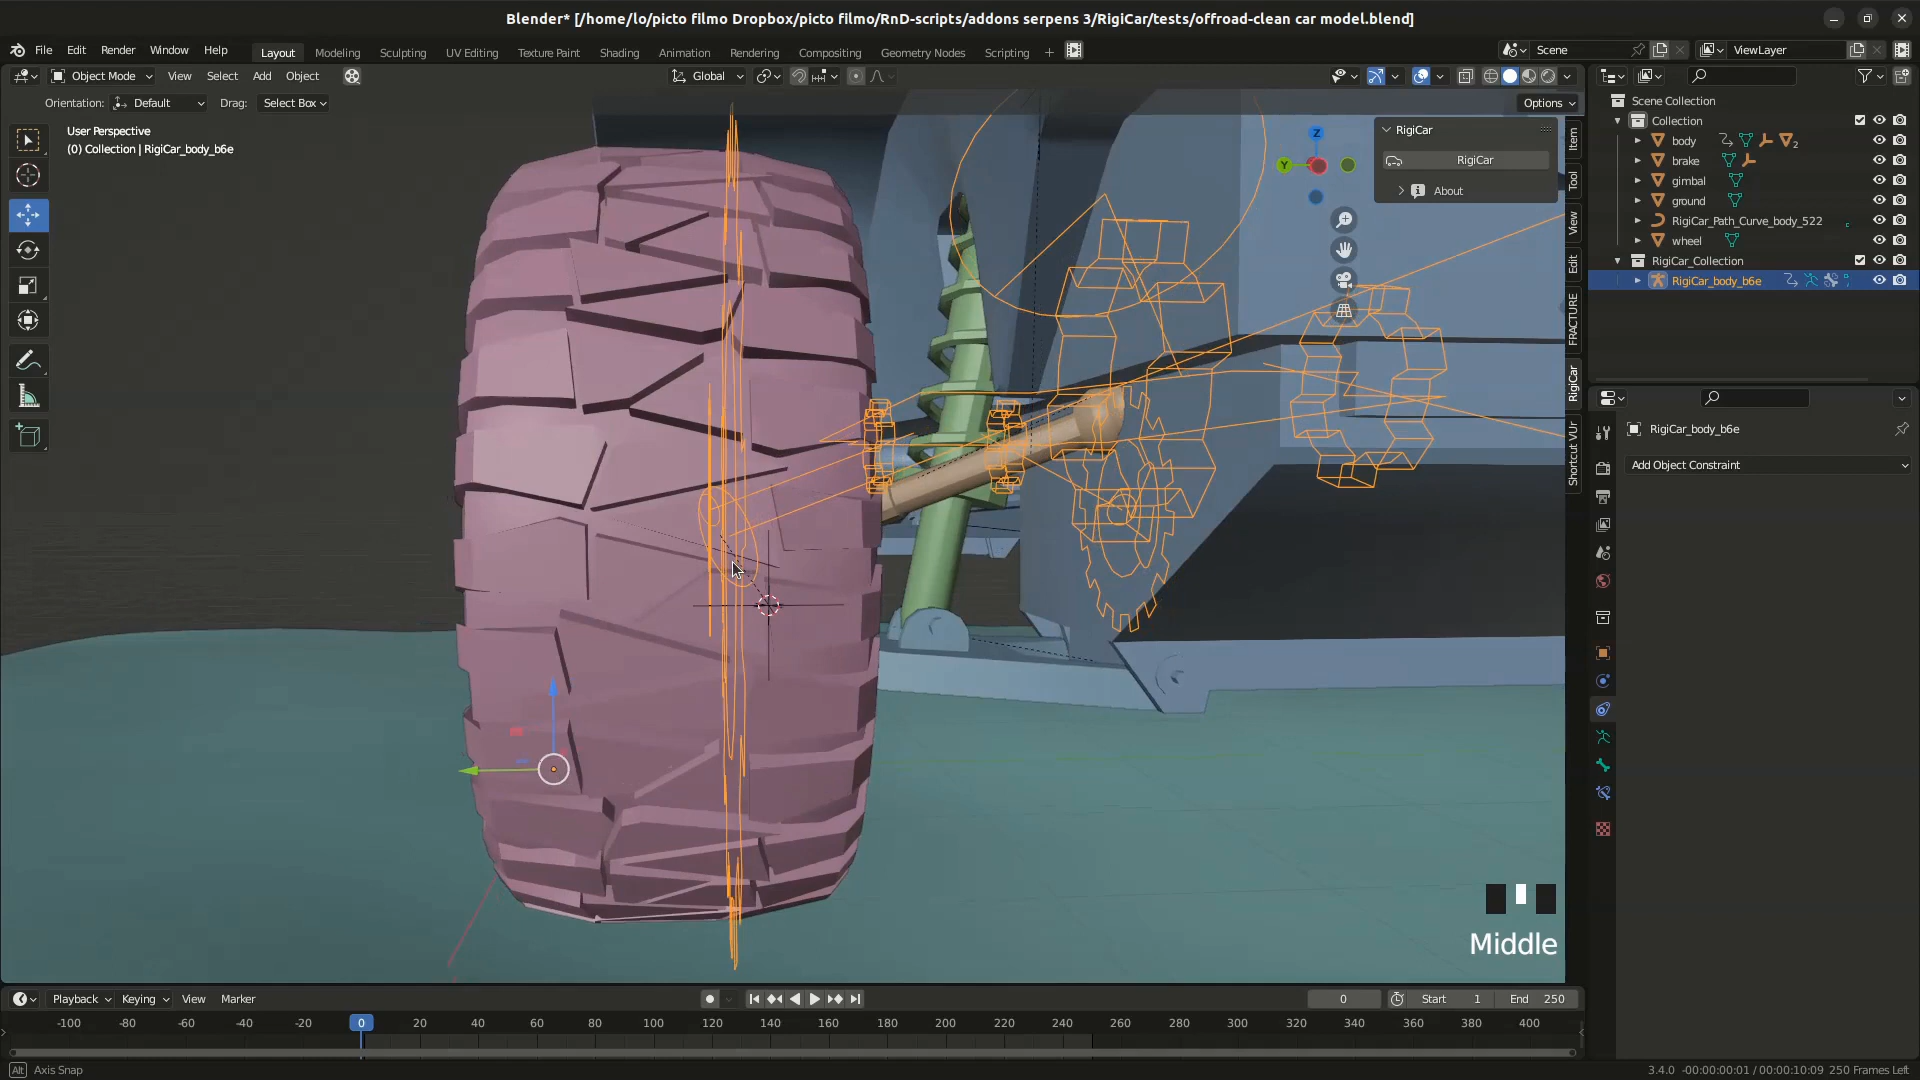 Blender* [/home/lo/picto filmo Dropbox/picto filmo/RnD-scripts/addons serpens 3/RigiCar/tests/offroad-clean car model.blend]
File Edit Render Window Help Layout Modeling Sculpting UV Editing Texture Paint Shading Animation Rendering Compositing Geometry Nodes Scripting + Scene ViewLayer
Object Mode View Select Add Object Global
Orientation: Default Drag: Select Box Options
User Perspective
(0) Collection | RigiCar_body_b6e
RigiCar
RigiCar
About
Z
Y
Item
Tool
View
Edit
FRACTURE
RigiCar
Shortcut VUr
Scene Collection
Collection
body 2
brake
gimbal
ground
RigiCar_Path_Curve_body_522
wheel
RigiCar_Collection
RigiCar_body_b6e
RigiCar_body_b6e
Add Object Constraint
Middle
Playback Keying View Marker 0 Start 1 End 250
-100 -80 -60 -40 -20 0 20 40 60 80 100 120 140 160 180 200 220 240 260 280 300 320 340 360 380 400
Alt Axis Snap 3.4.0 -00:00:00:01 / 00:00:10:09 250 Frames Left